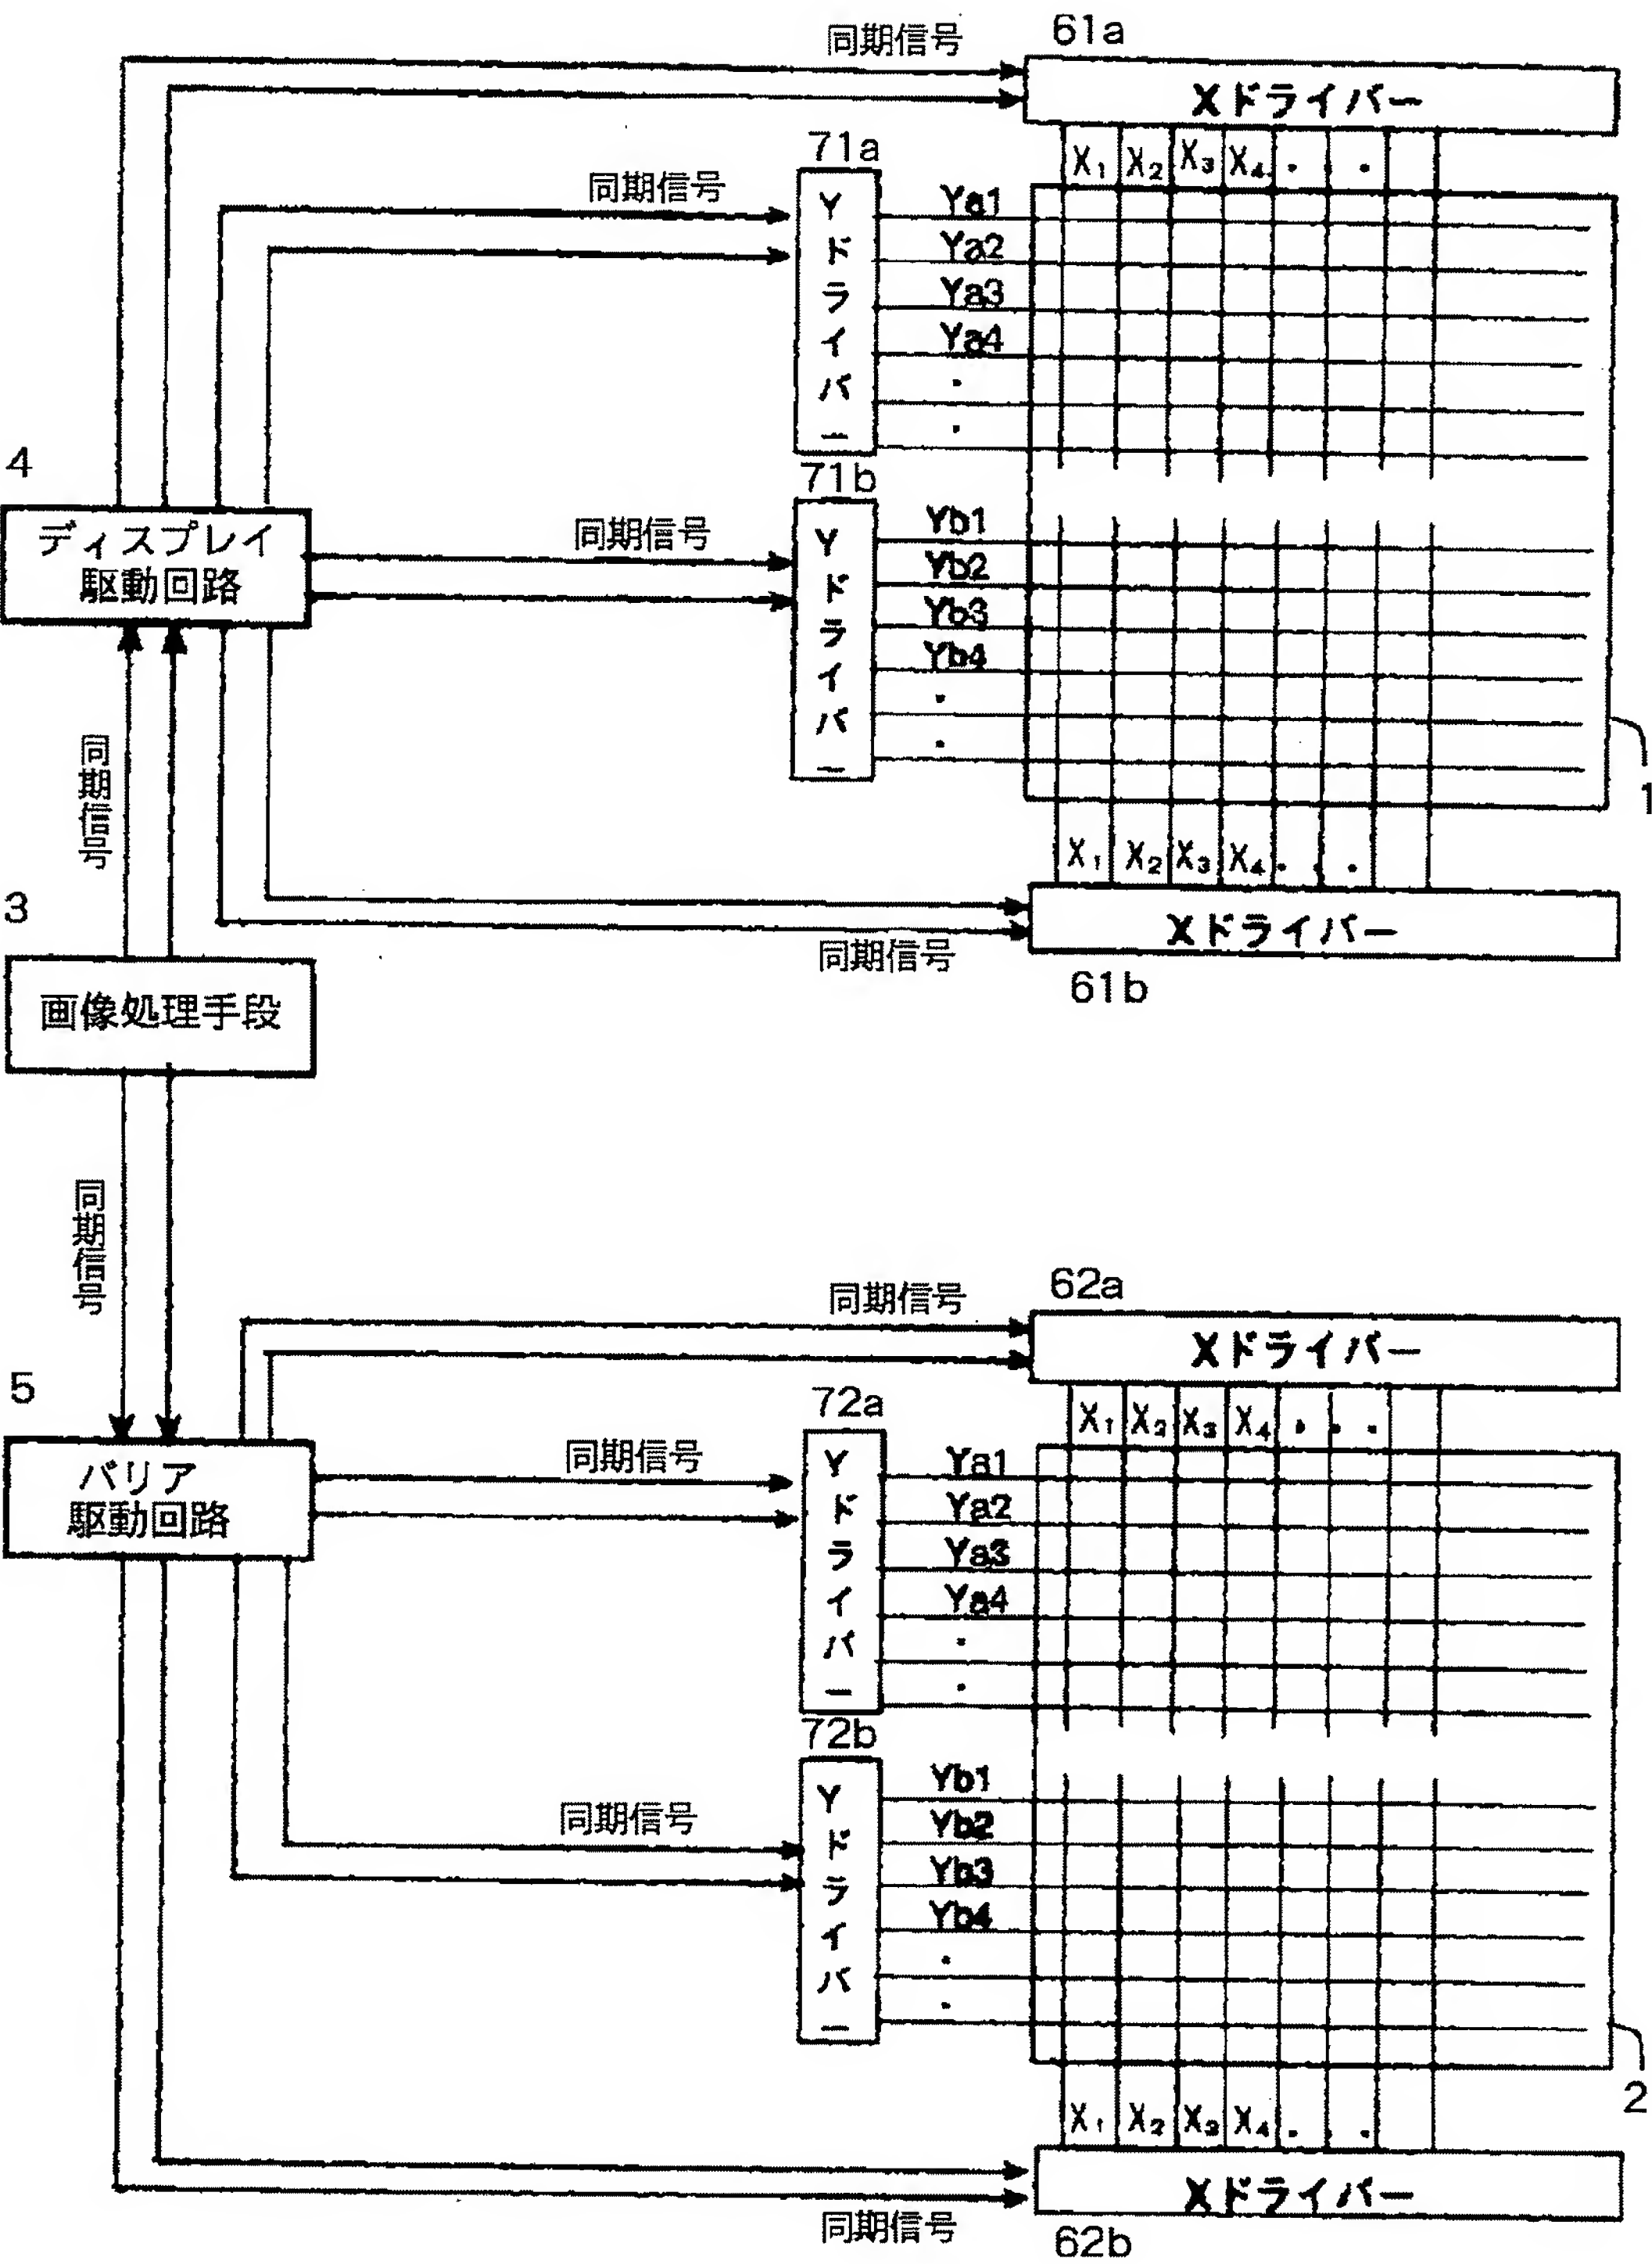 同期信号
61a
Xドライバー
X₁ X₂ X₃ X₄ . . .
71a
同期信号
Yドライバー
Ya1
Ya2
Ya3
Ya4
.
.
4
ディスプレイ
駆動回路
71b
同期信号
Yドライバー
Yb1
Yb2
Yb3
Yb4
.
.
1
同期信号
X₁ X₂ X₃ X₄ . . .
Xドライバー
同期信号
61b
3
画像処理手段
同期信号
同期信号
62a
Xドライバー
X₁ X₂ X₃ X₄ . . .
5
バリア
駆動回路
72a
同期信号
Yドライバー
Ya1
Ya2
Ya3
Ya4
.
.
72b
同期信号
Yドライバー
Yb1
Yb2
Yb3
Yb4
.
.
2
X₁ X₂ X₃ X₄ . . .
Xドライバー
同期信号
62b